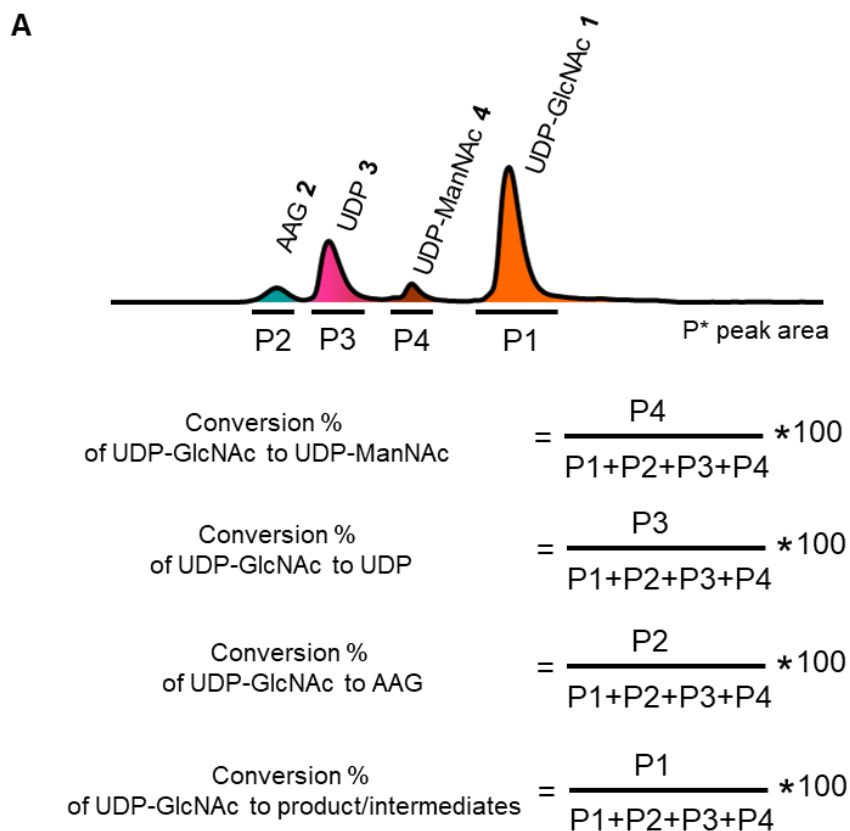 A
AAG 2
UDP 3
UDP-ManNAc 4
UDP-GlcNAc 1
P2
P3
P4
P1
P* peak area
Conversion %
of UDP-GlcNAc to UDP-ManNAc
=
P4
P1+P2+P3+P4
*100
Conversion %
of UDP-GlcNAc to UDP
=
P3
P1+P2+P3+P4
*100
Conversion %
of UDP-GlcNAc to AAG
=
P2
P1+P2+P3+P4
*100
Conversion %
of UDP-GlcNAc to product/intermediates
=
P1
P1+P2+P3+P4
*100